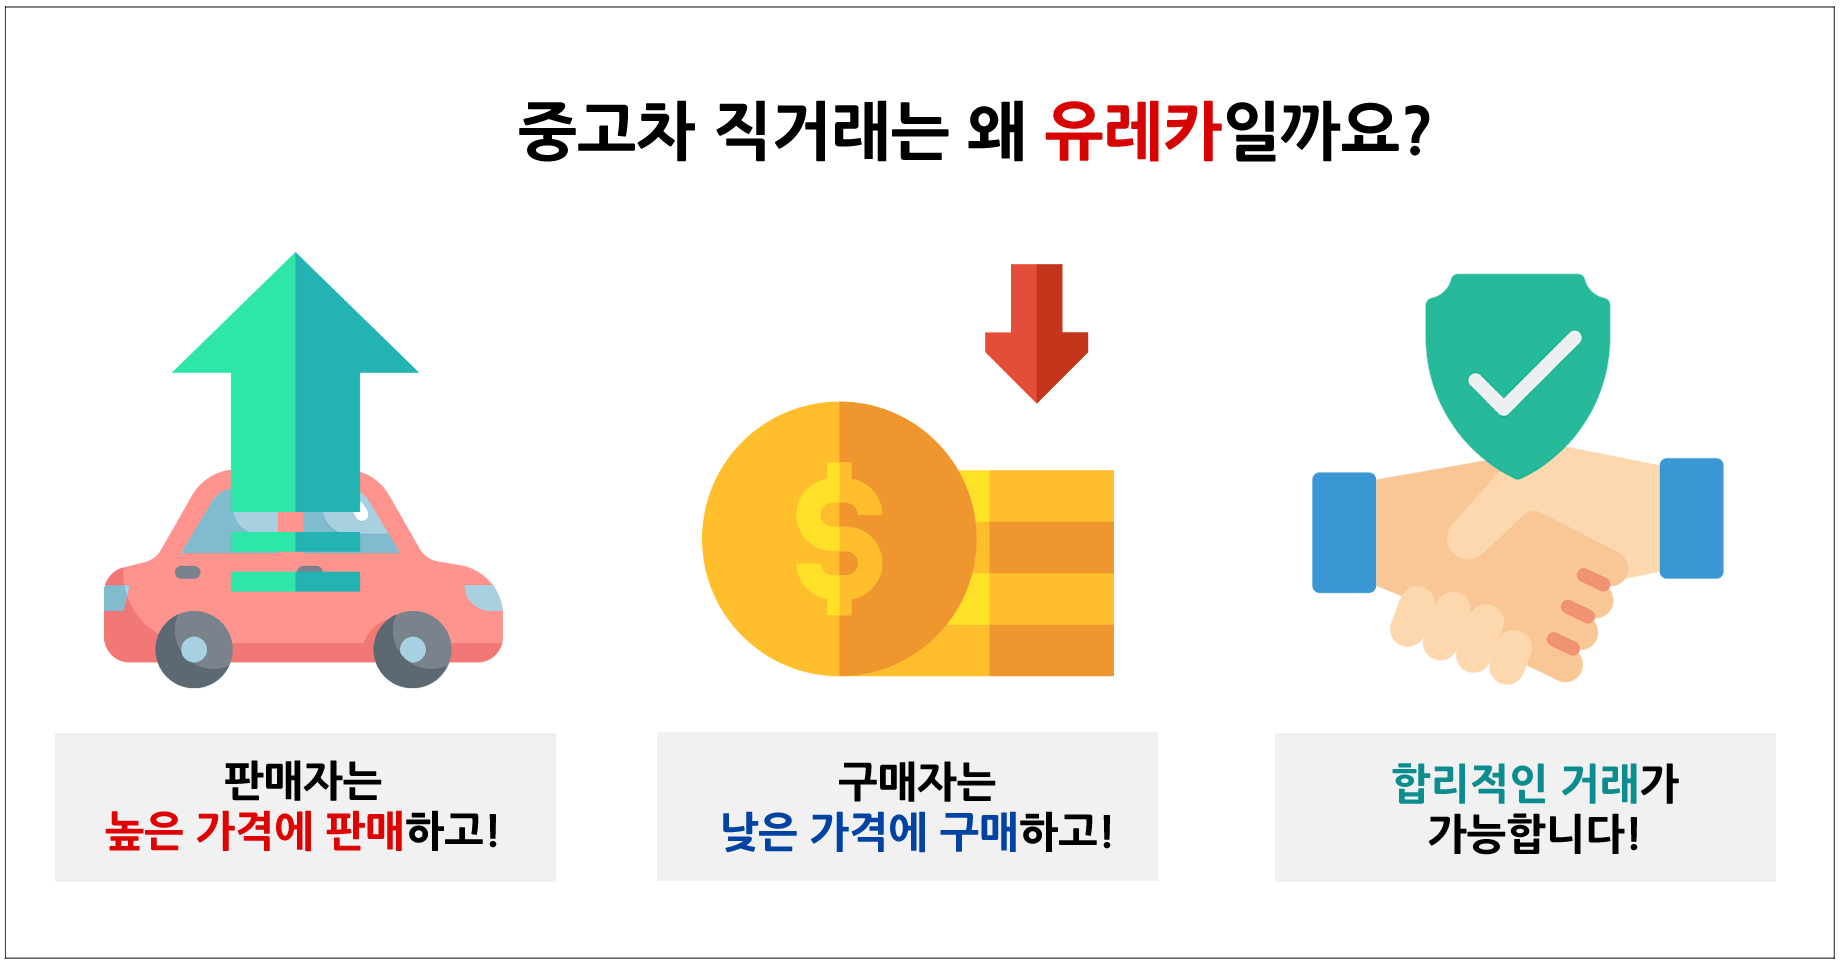 중고차 직거래는 왜 유레카일까요?
$
판매자는
높은 가격에 판매하고!
구매자는
낮은 가격에 구매하고!
합리적인 거래가
가능합니다!